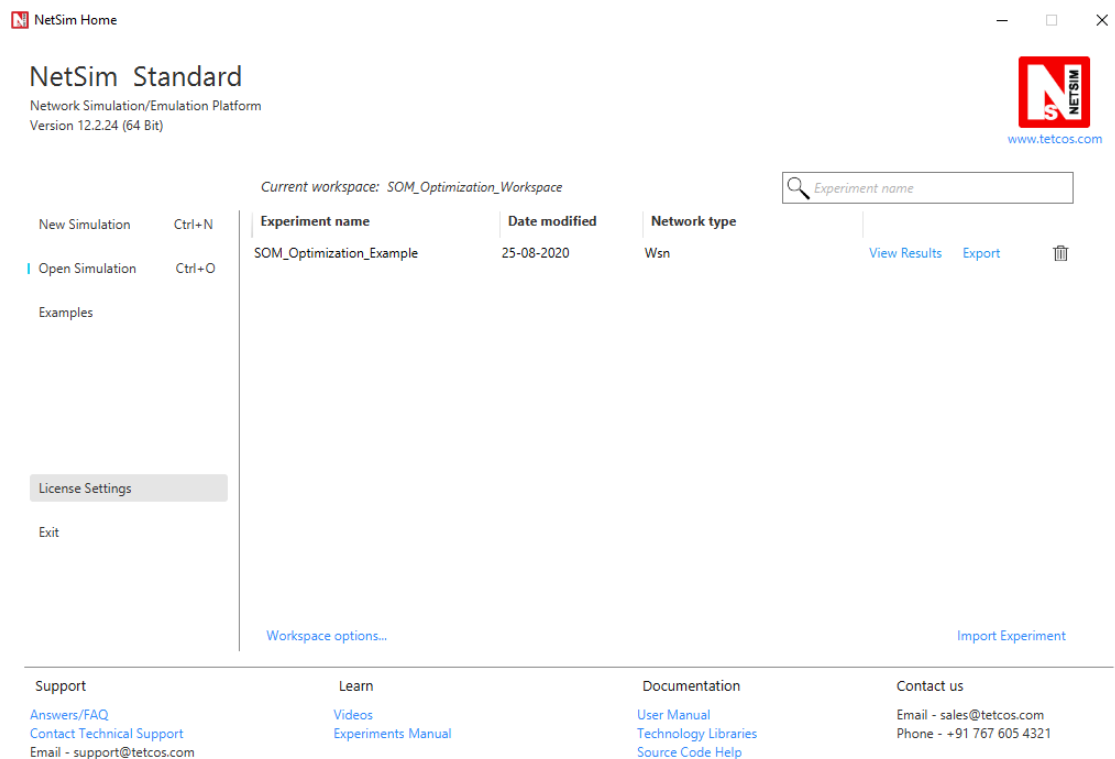 NetSim Home
NetSim Standard
Network Simulation/Emulation Platform
Version 12.2.24 (64 Bit)
NETSIM
www.tetcos.com
Current workspace: SOM_Optimization_Workspace
Experiment name
New Simulation Ctrl+N
Open Simulation Ctrl+O
Examples
License Settings
Exit
Experiment name Date modified Network type
SOM_Optimization_Example 25-08-2020 Wsn View Results Export
Workspace options... Import Experiment
Support
Answers/FAQ
Contact Technical Support
Email - support@tetcos.com
Learn
Videos
Experiments Manual
Documentation
User Manual
Technology Libraries
Source Code Help
Contact us
Email - sales@tetcos.com
Phone - +91 767 605 4321